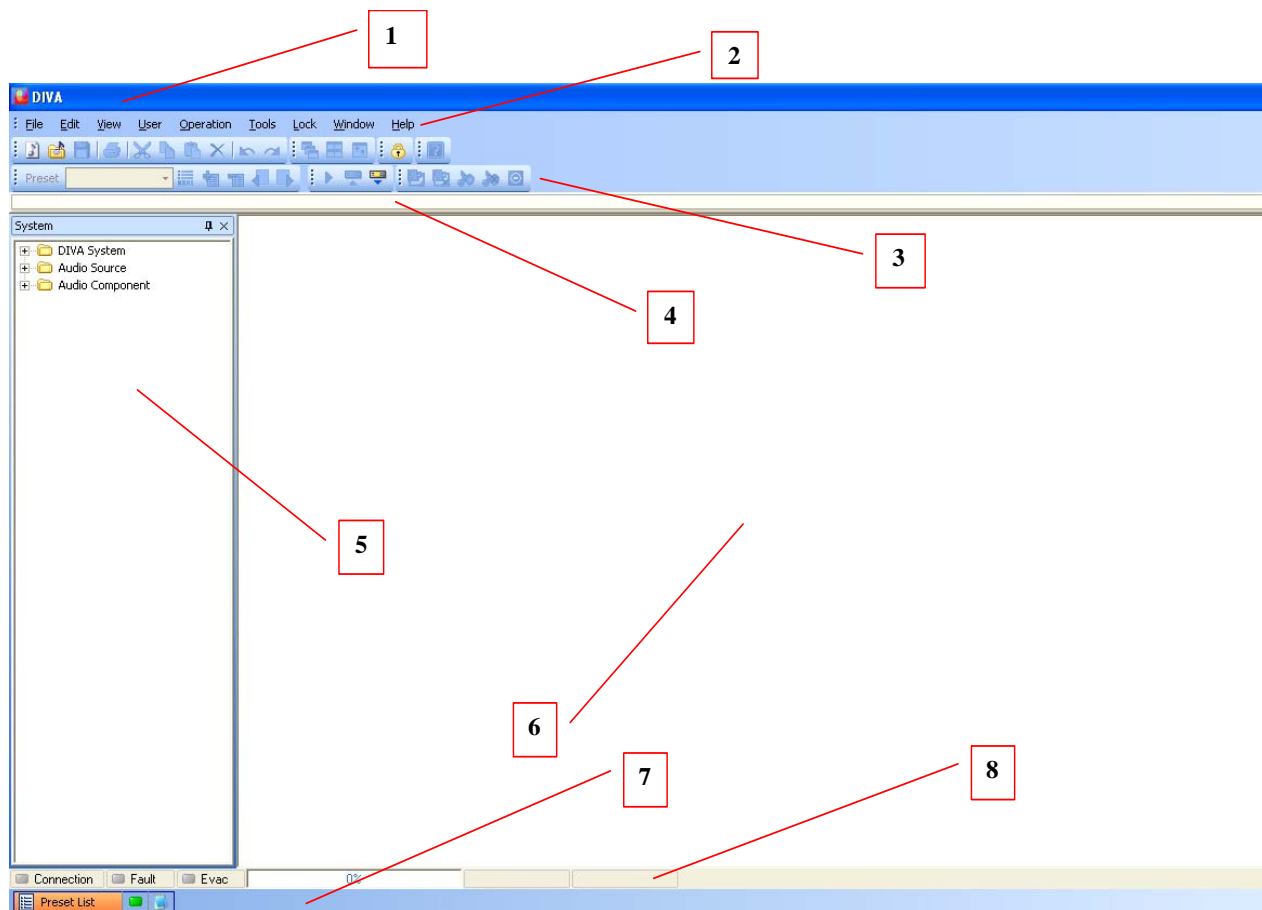 1
2
DIVA
File Edit View User Operation Tools Lock Window Help
Preset
3
System
DIVA System
Audio Source
Audio Component
4
5
6
7
8
Connection Fault Evac 0%
Preset List